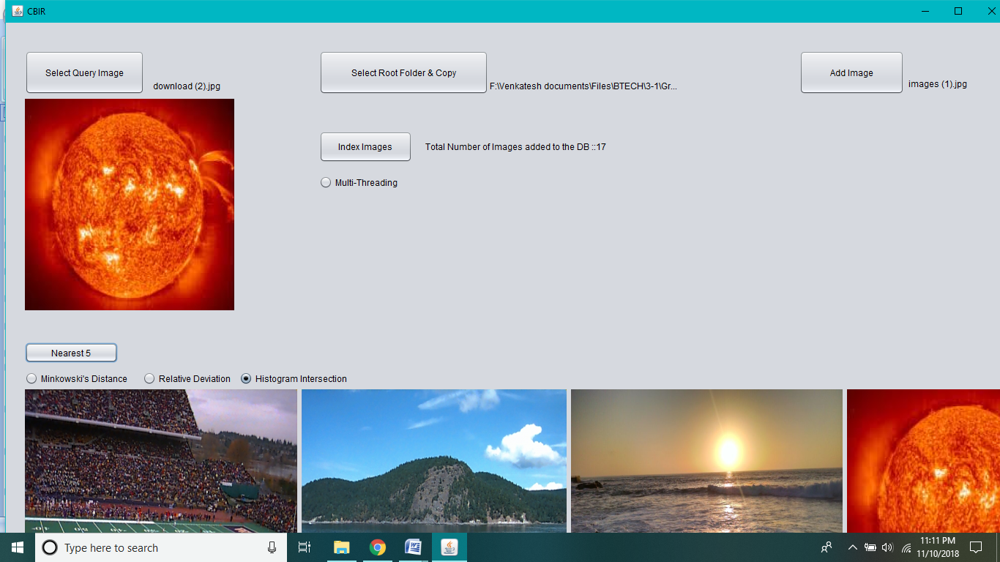 CBIR
Select Query Image
download (2).jpg
Select Root Folder & Copy
F:\Venkatesh documents\Files\BTECH\3-1\Gr...
Add Image
images (1).jpg
Index Images
Total Number of Images added to the DB ::17
Multi-Threading
Nearest 5
Minkowski's Distance
Relative Deviation
Histogram Intersection
Type here to search
11:11 PM
11/10/2018